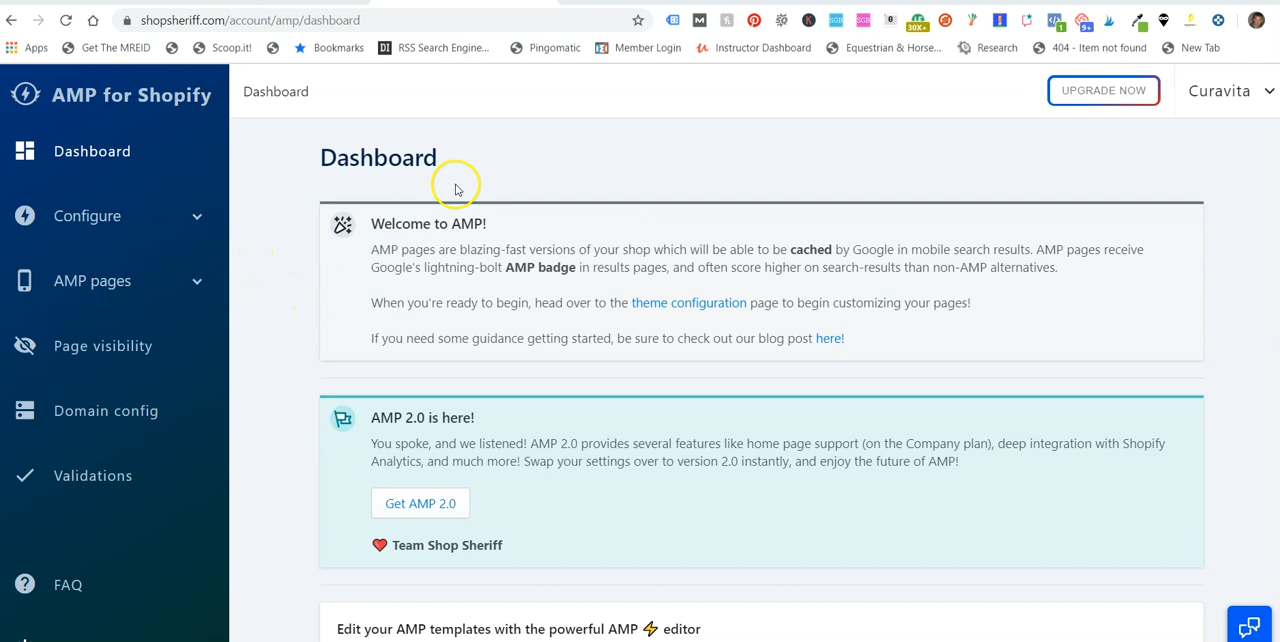 shopsheriff.com/account/amp/dashboard
Apps Get The MREID Scoop.it! Bookmarks DI RSS Search Engine... Pingomatic Member Login Instructor Dashboard Equestrian & Horse... Research 404 - Item not found New Tab
AMP for Shopify
Dashboard
Configure
AMP pages
Page visibility
Domain config
Validations
FAQ
Dashboard
UPGRADE NOW
Curavita
Dashboard
Welcome to AMP!
AMP pages are blazing-fast versions of your shop which will be able to be cached by Google in mobile search results. AMP pages receive
Google's lightning-bolt AMP badge in results pages, and often score higher on search-results than non-AMP alternatives.
When you're ready to begin, head over to the theme configuration page to begin customizing your pages!
If you need some guidance getting started, be sure to check out our blog post here!
AMP 2.0 is here!
You spoke, and we listened! AMP 2.0 provides several features like home page support (on the Company plan), deep integration with Shopify
Analytics, and much more! Swap your settings over to version 2.0 instantly, and enjoy the future of AMP!
Get AMP 2.0
Team Shop Sheriff
Edit your AMP templates with the powerful AMP ⚡ editor